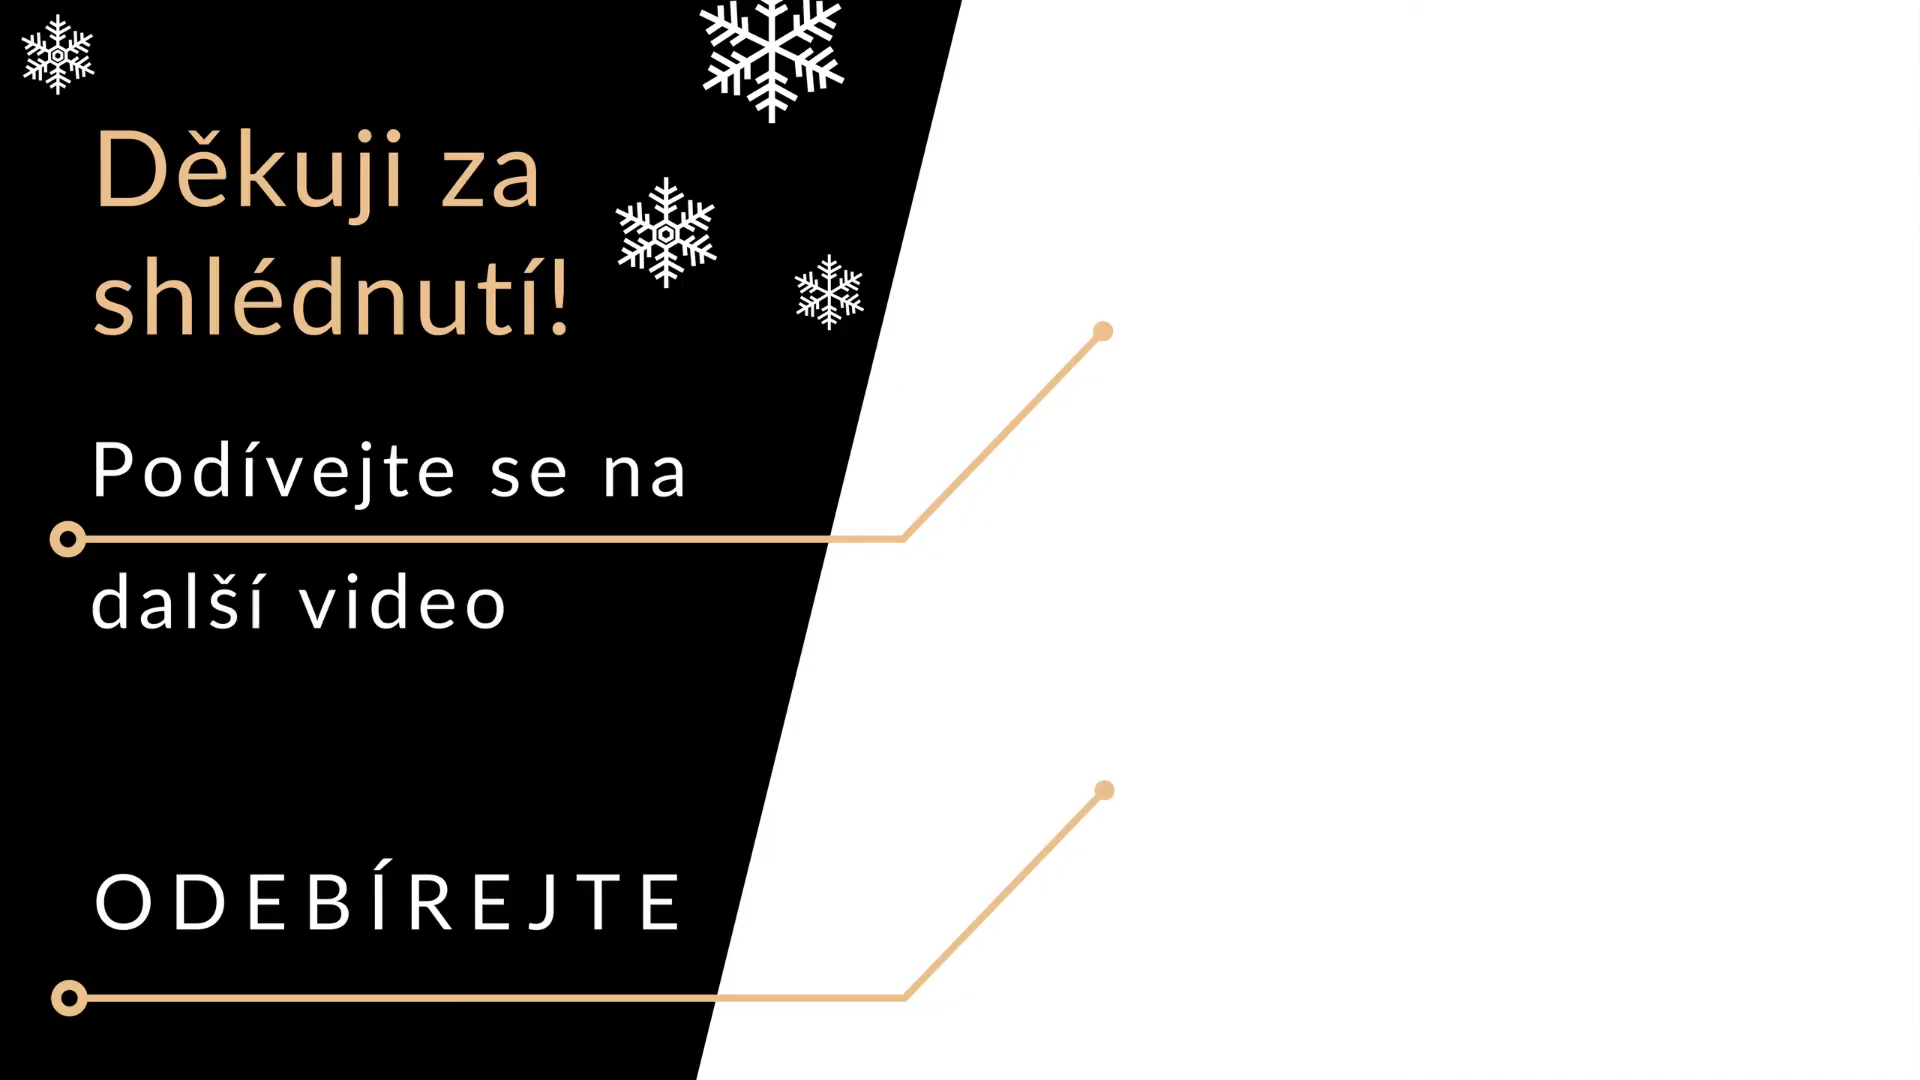 Děkuji za
shlédnutí!
Podívejte se na
další video
ODEBÍREJTE